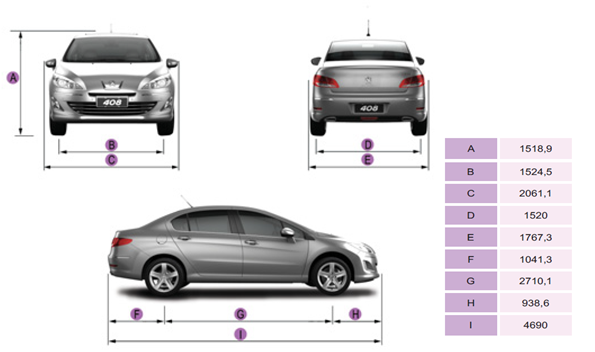 A
408
B
C
408
D
E
F
G
H
I
A 1518,9
B 1524,5
C 2061,1
D 1520
E 1767,3
F 1041,3
G 2710,1
H 938,6
I 4690